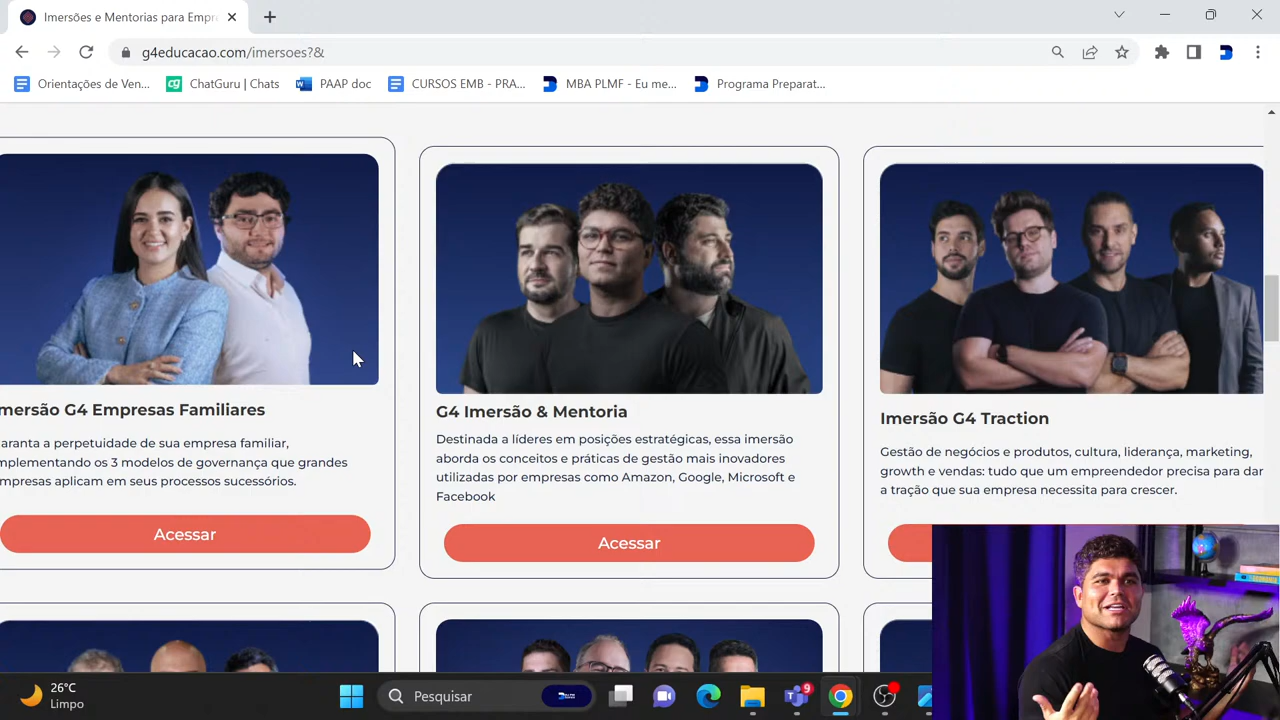 Imersões e Mentorias para Empr
g4educacao.com/imersoes?&
Orientações de Ven...
cg
ChatGuru | Chats
PAAP doc
CURSOS EMB - PRA...
MBA PLMF - Eu me...
Programa Preparat...
mersão G4 Empresas Familiares
aranta a perpetuidade de sua empresa familiar,
mplementando os 3 modelos de governança que grandes
mpresas aplicam em seus processos sucessórios.
Acessar
G4 Imersão & Mentoria
Destinada a líderes em posições estratégicas, essa imersão
aborda os conceitos e práticas de gestão mais inovadores
utilizadas por empresas como Amazon, Google, Microsoft e
Facebook
Acessar
Imersão G4 Traction
Gestão de negócios e produtos, cultura, liderança, marketing,
growth e vendas: tudo que um empreendedor precisa para dar
a tração que sua empresa necessita para crescer.
26°C
Limpo
Pesquisar
9